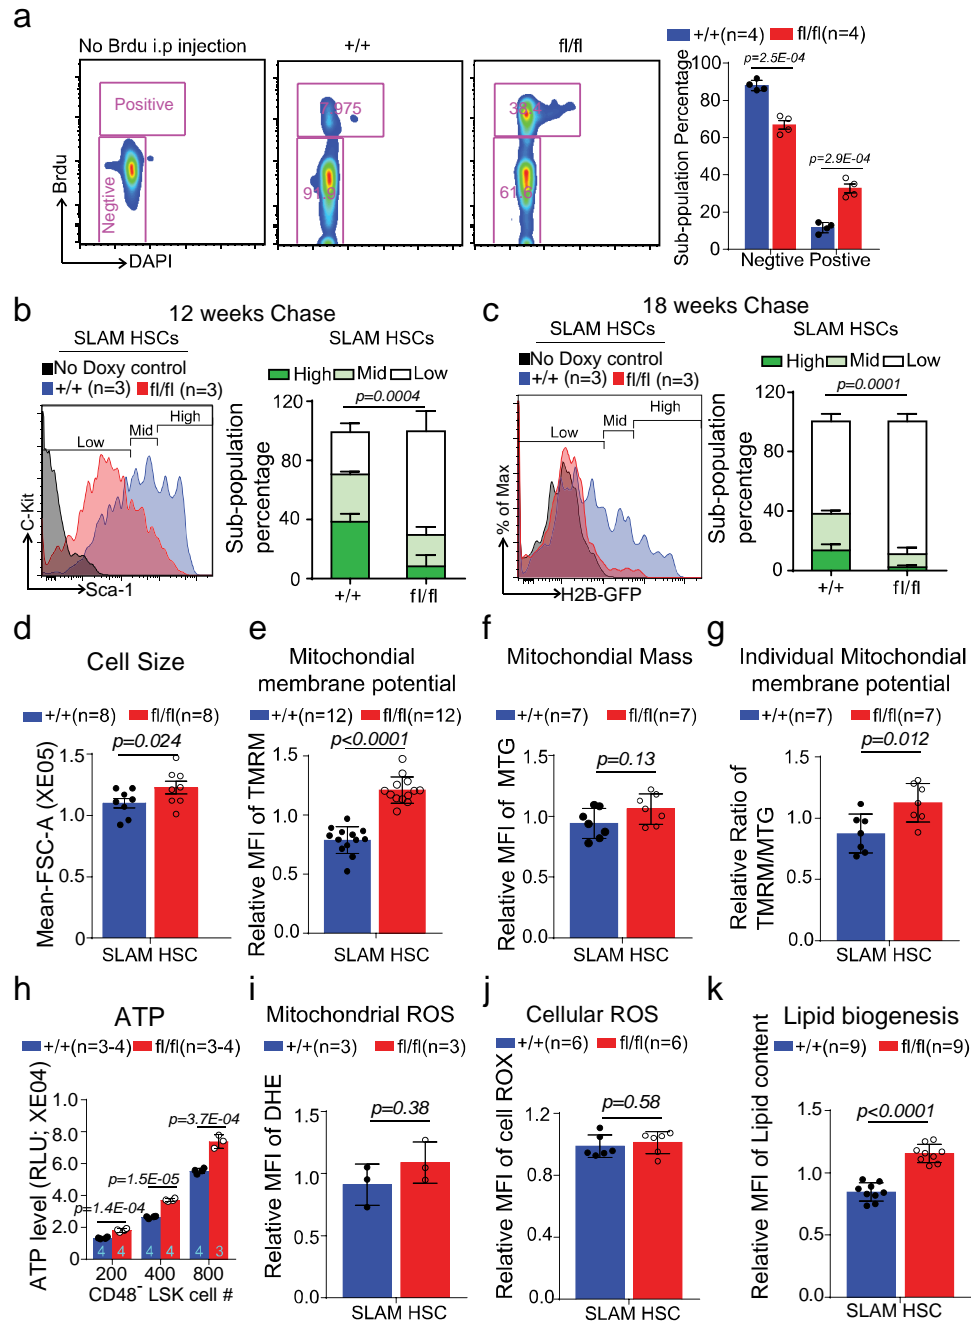 a
No Brdu i.p injection
+/+
fl/fl
+/+(n=4) fl/fl(n=4)
Positive
Negtive
7.975
91.9
61.6
Brdu
DAPI
Sub-ppulation Percentage
100
80
60
40
20
0
p=2.5E-04
p=2.9E-04
Negtive Postive
b
12 weeks Chase
SLAM HSCs
No Doxy control
+/+ (n=3) fl/fl (n=3)
High
Mid
Low
C-Kit
Sca-1
SLAM HSCs
High Mid Low
p=0.0004
Sub-population
percentage
120
80
40
0
+/+
fl/fl
c
18 weeks Chase
SLAM HSCs
No Doxy control
+/+ (n=3) fl/fl (n=3)
High
Mid
Low
% of Max
H2B-GFP
SLAM HSCs
High Mid Low
p=0.0001
Sub-population
percentage
120
80
40
0
+/+
fl/fl
d
Cell Size
+/+(n=8) fl/fl(n=8)
p=0.024
Mean-FSC-A (XE05)
1.5
1.0
1.5
0
SLAM HSC
e
Mitochondial
membrane potential
+/+(n=12) fl/fl(n=12)
p<0.0001
Relative MFI of TMRM
1.5
1.0
0.5
0.0
SLAM HSC
f
Mitochondial Mass
+/+(n=7) fl/fl(n=7)
p=0.13
Relative MFI of MTG
1.5
1.0
0.5
0.0
SLAM HSC
g
Individual Mitochondial
membrane potential
+/+(n=7) fl/fl(n=7)
p=0.012
Relative Ratio of
TMRM/MTG
1.5
1.0
1.5
1.0
SLAM HSC
h
ATP
+/+(n=3-4) fl/fl(n=3-4)
p=3.7E-04
p=1.5E-05
p=1.4E-04
ATP level (RLU; XE04)
1.0
8.0
6.0
4.0
2.0
0.0
4 4 4 4 4 3
200 400 800
CD48- LSK cell #
i
Mitochondrial ROS
+/+(n=3) fl/fl(n=3)
p=0.38
Relative MFI of DHE
1.5
1.0
0.5
0.0
SLAM HSC
j
Cellular ROS
+/+(n=6) fl/fl(n=6)
p=0.58
Relative MFI of cell ROX
1.2
0.8
0.4
0.0
SLAM HSC
k
Lipid biogenesis
+/+(n=9) fl/fl(n=9)
p<0.0001
Relative MFI of Lipid content
1.5
1.0
0.5
0.0
SLAM HSC